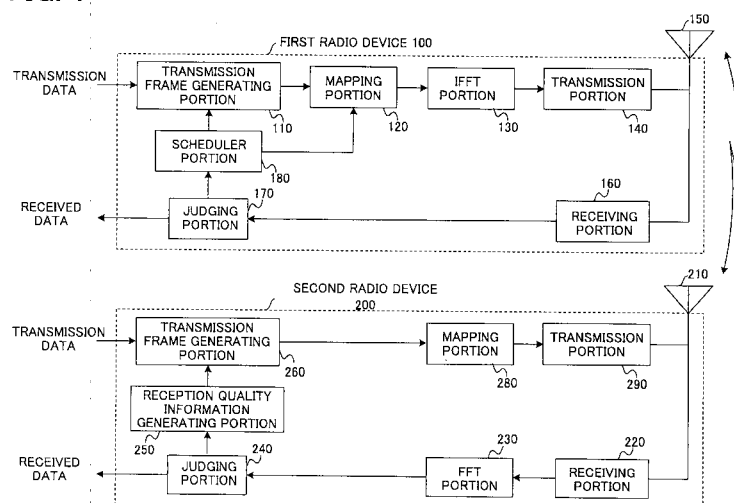 150
FIRST RADIO DEVICE 100
TRANSMISSION
DATA
TRANSMISSION
FRAME GENERATING
PORTION
110
MAPPING
PORTION
120
IFFT
PORTION
130
TRANSMISSION
PORTION
140
SCHEDULER
PORTION
180
170
160
RECEIVED
DATA
JUDGING
PORTION
RECEIVING
PORTION
210
SECOND RADIO DEVICE
200
TRANSMISSION
DATA
TRANSMISSION
FRAME GENERATING
PORTION
260
MAPPING
PORTION
280
TRANSMISSION
PORTION
290
RECEPTION QUALITY
INFORMATION
GENERATING PORTION
250
240
230
220
RECEIVED
DATA
JUDGING
PORTION
FFT
PORTION
RECEIVING
PORTION